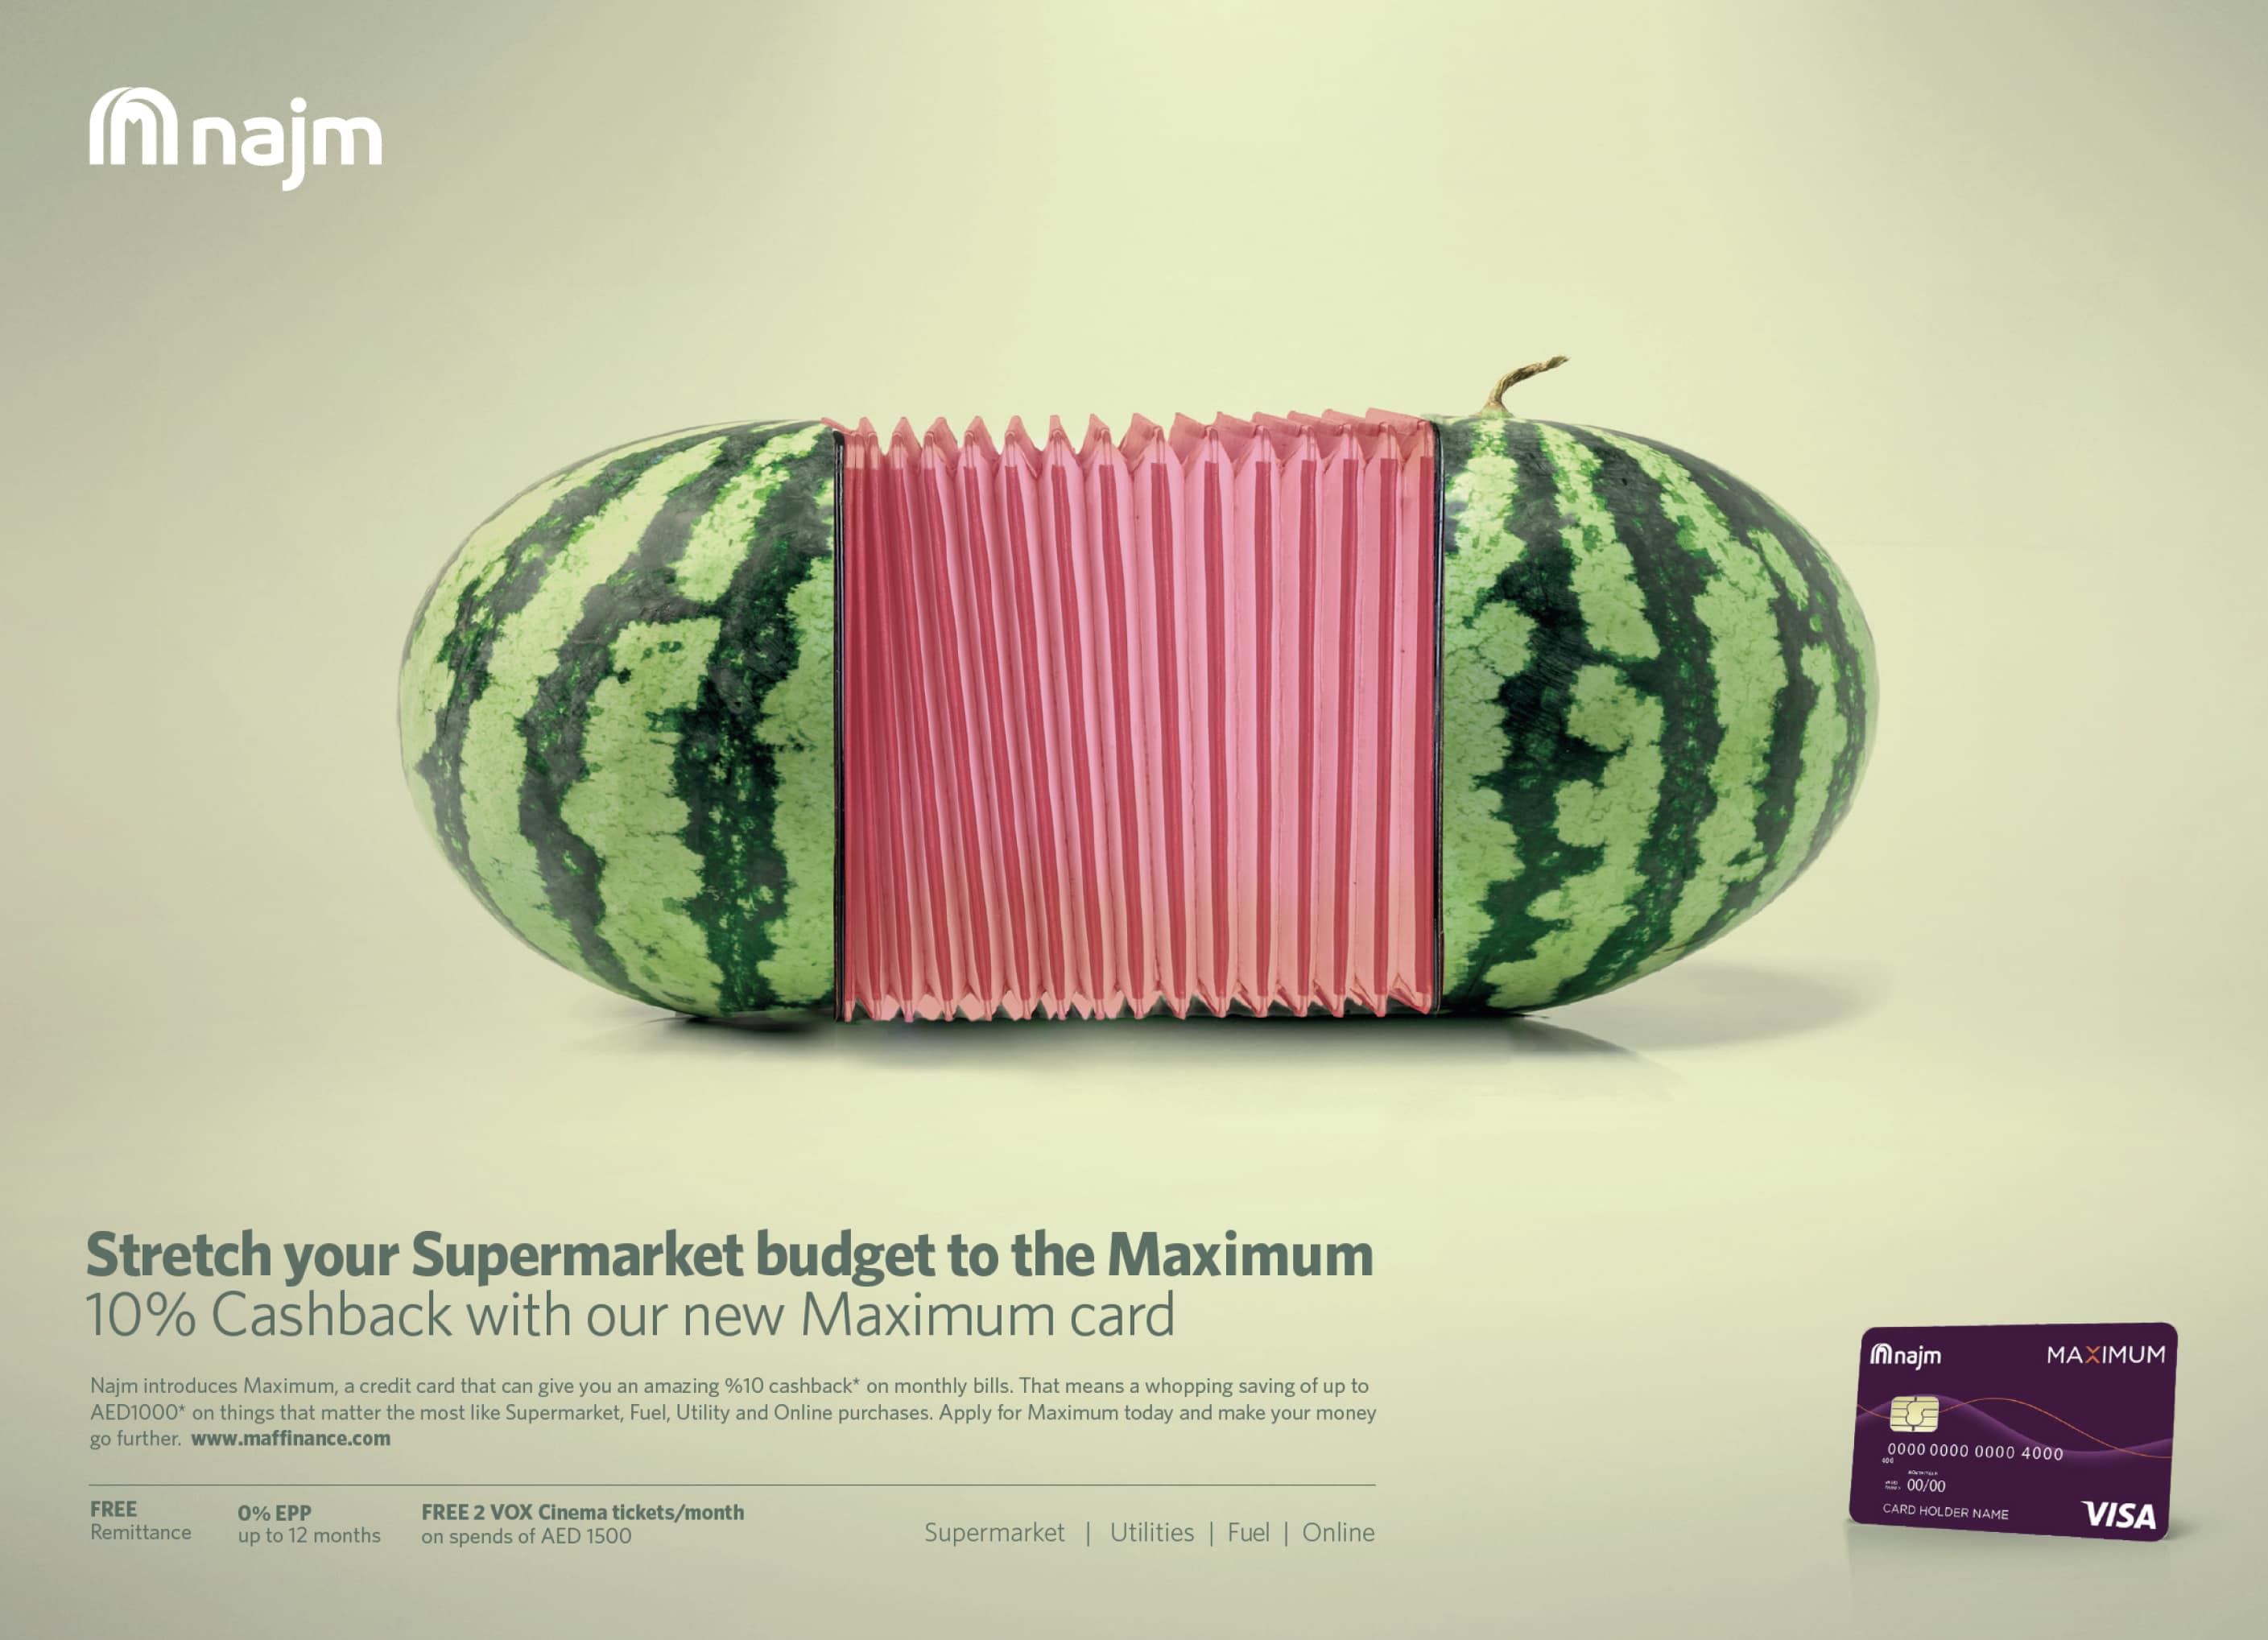 najm
Stretch your Supermarket budget to the Maximum
10% Cashback with our new Maximum card
Najm introduces Maximum, a credit card that can give you an amazing %10 cashback* on monthly bills. That means a whopping saving of up to
AED1000* on things that matter the most like Supermarket, Fuel, Utility and Online purchases. Apply for Maximum today and make your money
go further. www.maffinance.com
FREE
Remittance
0% EPP
up to 12 months
FREE 2 VOX Cinema tickets/month
on spends of AED 1500
Supermarket | Utilities | Fuel | Online
najm
MAXIMUM
0000 0000 0000 4000
00/00
CARD HOLDER NAME
VISA